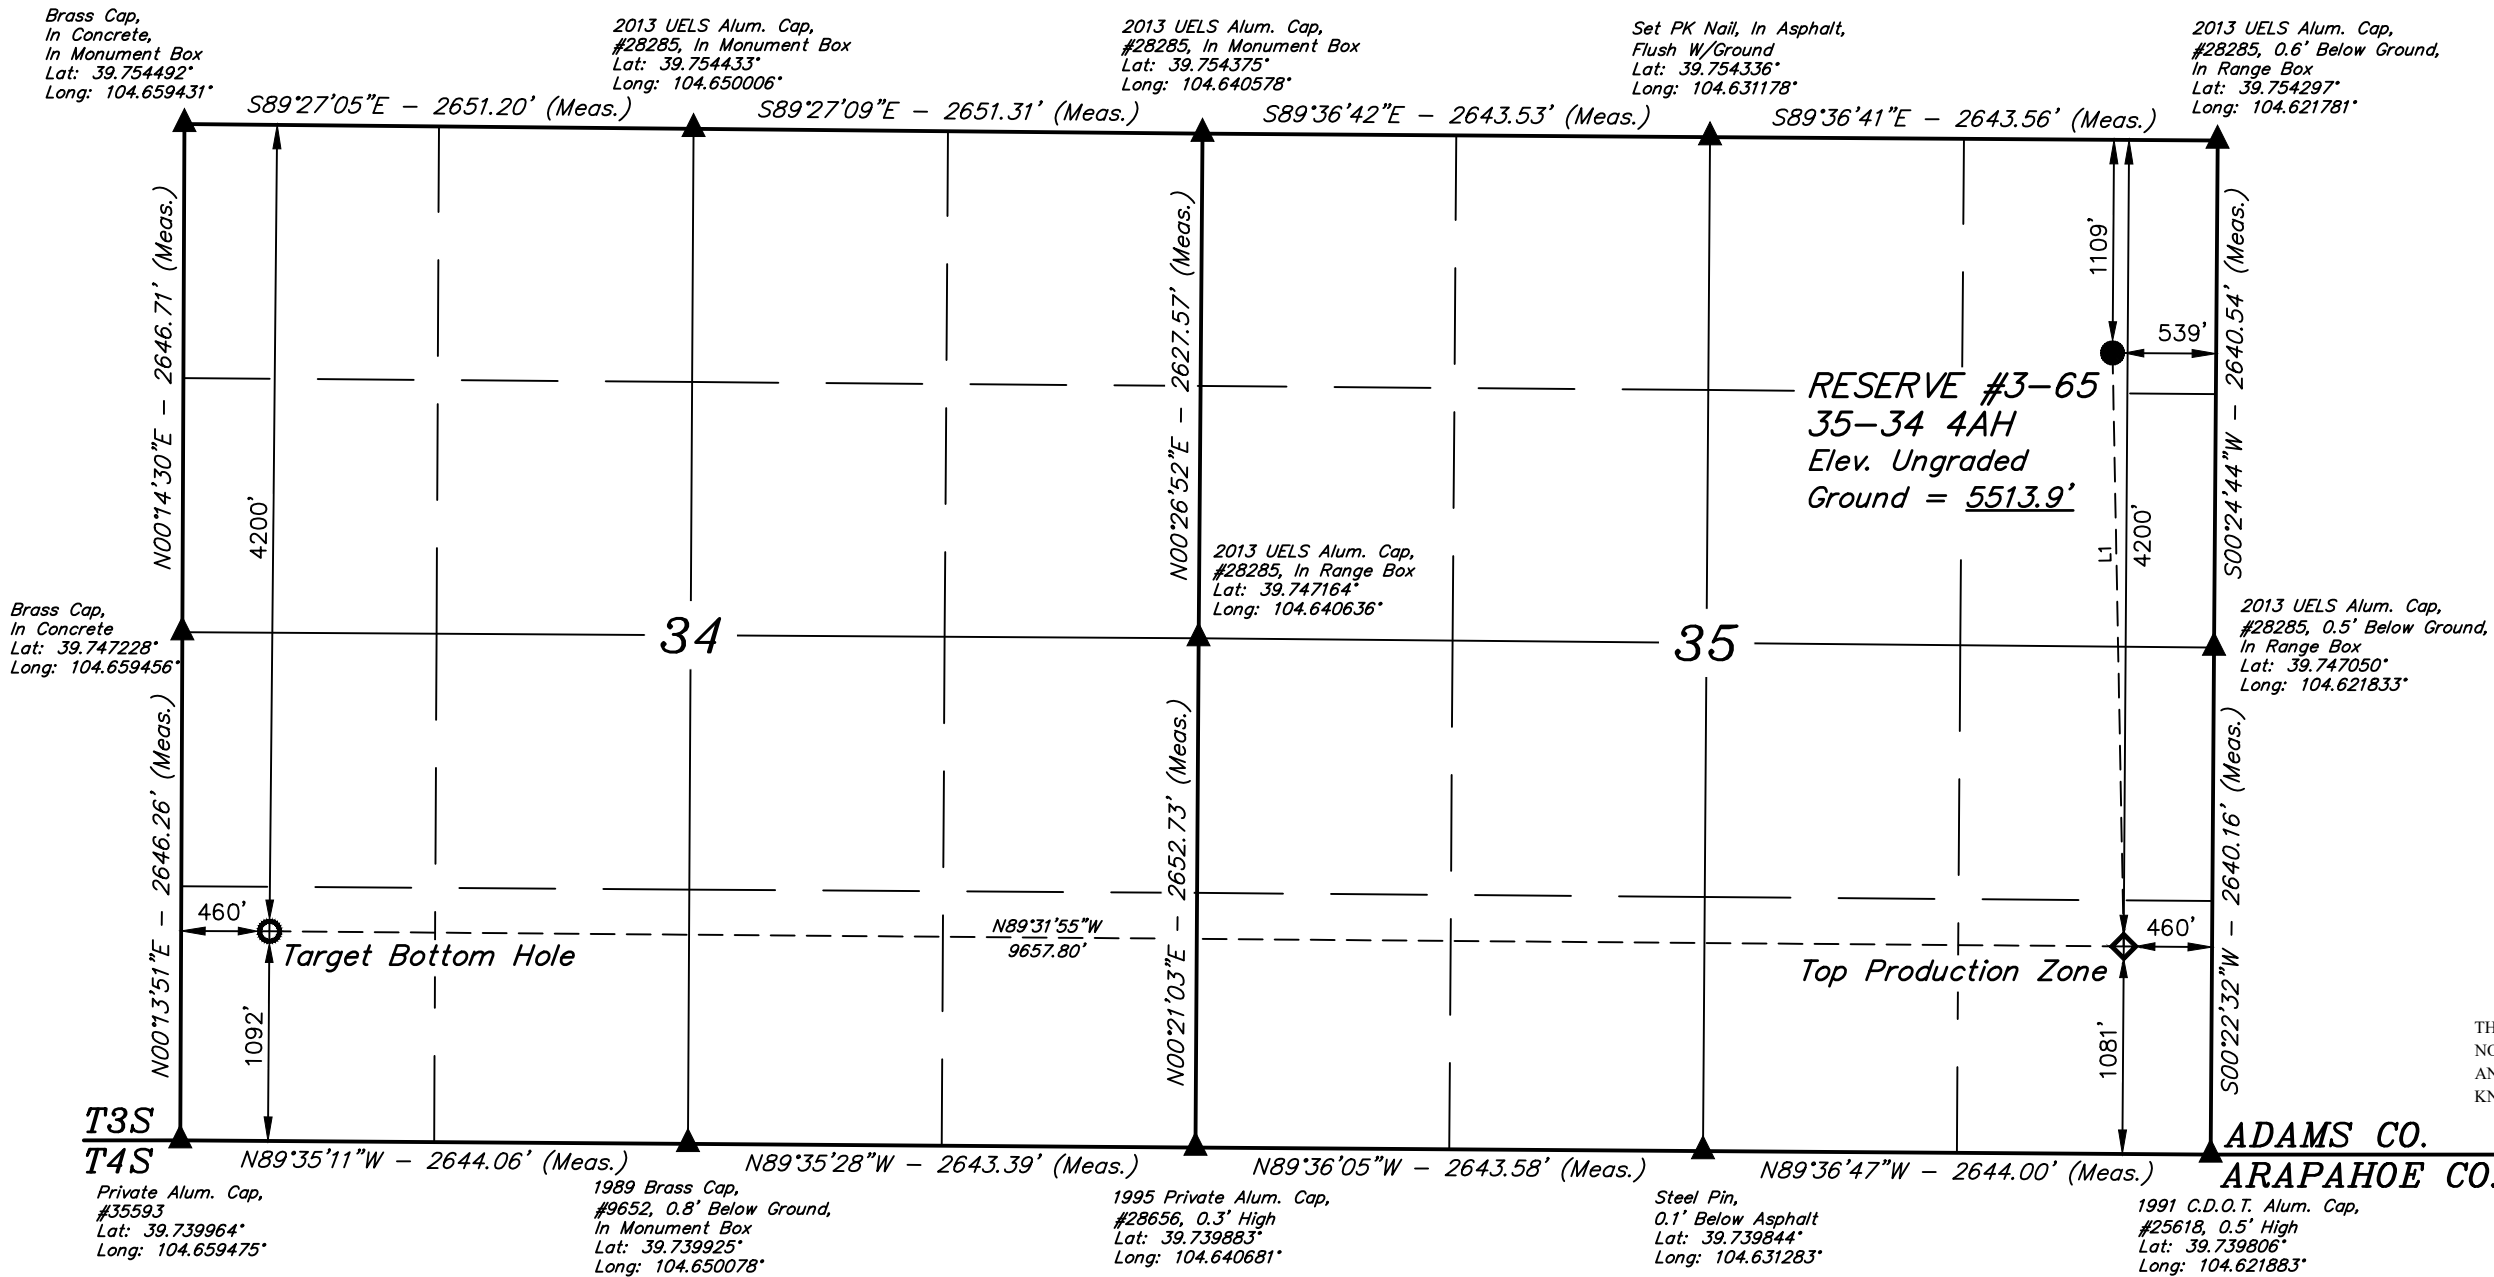 Brass Cap,
In Concrete,
In Monument Box
Lat: 39.754492°
Long: 104.659431°
2013 UELS Alum. Cap,
#28285, In Monument Box
Lat: 39.754433°
Long: 104.650006°
2013 UELS Alum. Cap,
#28285, In Monument Box
Lat: 39.754375°
Long: 104.640578°
Set PK Nail, In Asphalt,
Flush W/Ground
Lat: 39.754336°
Long: 104.631178°
2013 UELS Alum. Cap,
#28285, 0.6' Below Ground,
In Range Box
Lat: 39.754297°
Long: 104.621781°
S89°27'05"E - 2651.20' (Meas.)
S89°27'09"E - 2651.31' (Meas.)
S89°36'42"E - 2643.53' (Meas.)
S89°36'41"E - 2643.56' (Meas.)
N00°14'30"E - 2646.71' (Meas.)
4200'
N00°26'52"E - 2627.57' (Meas.)
1109'
539'
S00°24'44"W - 2640.54' (Meas.)
RESERVE #3-65
35-34 4AH
Elev. Ungraded
Ground = 5513.9'
L1
4200'
2013 UELS Alum. Cap,
#28285, In Range Box
Lat: 39.747164°
Long: 104.640636°
Brass Cap,
In Concrete
Lat: 39.747228°
Long: 104.659456°
34
35
2013 UELS Alum. Cap,
#28285, 0.5' Below Ground,
In Range Box
Lat: 39.747050°
Long: 104.621833°
N00°13'51"E - 2646.26' (Meas.)
N00°21'03"E - 2652.73' (Meas.)
S00°22'32"W - 2640.16' (Meas.)
460'
Target Bottom Hole
N89°31'55"W
9657.80'
460'
Top Production Zone
1092'
1081'
TH
NO
AN
KN
T3S
T4S
ADAMS CO.
ARAPAHOE CO.
N89°35'11"W - 2644.06' (Meas.)
N89°35'28"W - 2643.39' (Meas.)
N89°36'05"W - 2643.58' (Meas.)
N89°36'47"W - 2644.00' (Meas.)
Private Alum. Cap,
#35593
Lat: 39.739964°
Long: 104.659475°
1989 Brass Cap,
#9652, 0.8' Below Ground,
In Monument Box
Lat: 39.739925°
Long: 104.650078°
1995 Private Alum. Cap,
#28656, 0.3' High
Lat: 39.739883°
Long: 104.640681°
Steel Pin,
0.1' Below Asphalt
Lat: 39.739844°
Long: 104.631283°
1991 C.D.O.T. Alum. Cap,
#25618, 0.5' High
Lat: 39.739806°
Long: 104.621883°